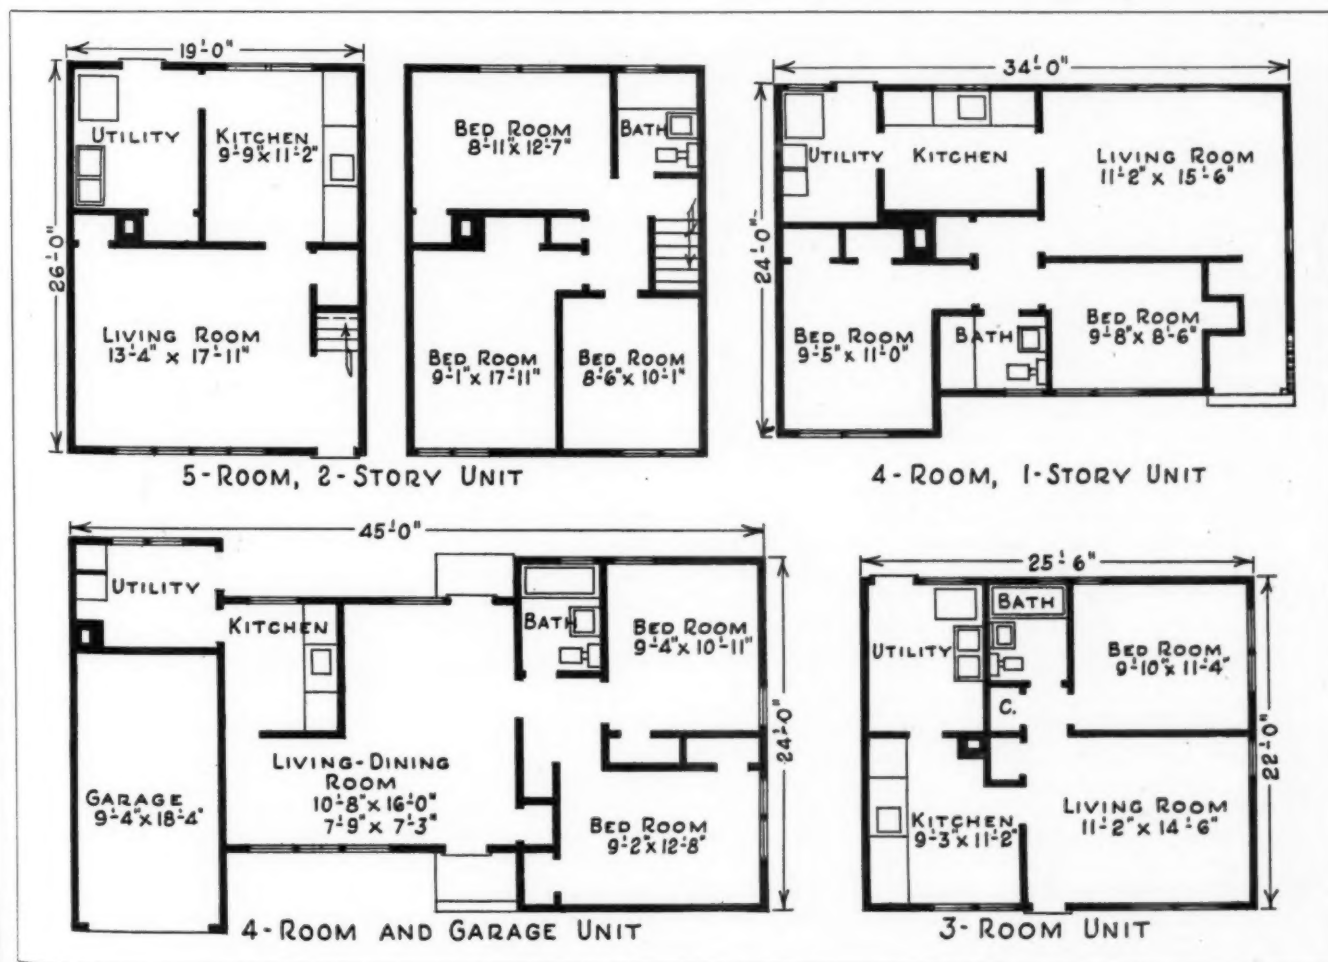 19'-0"
26'-0"
UTILITY
KITCHEN
9'-9" x 11'-2"
LIVING ROOM
13'-4" x 17'-11"
BED ROOM
8'-11" x 12'-7"
BATH
BED ROOM
9'-1" x 17'-11"
BED ROOM
8'-6" x 10'-1"
5-ROOM, 2-STORY UNIT
34'-0"
24'-0"
UTILITY
KITCHEN
LIVING ROOM
11'-2" x 15'-6"
BED ROOM
9'-5" x 11'-0"
BATH
BED ROOM
9'-8" x 8'-6"
4-ROOM, 1-STORY UNIT
45'-0"
24'-0"
UTILITY
KITCHEN
BATH
BED ROOM
9'-4" x 10'-11"
LIVING-DINING
ROOM
10'-8" x 16'-0"
7'-9" x 7'-3"
GARAGE
9'-4" x 18'-4"
BED ROOM
9'-2" x 12'-8"
4-ROOM AND GARAGE UNIT
25'-6"
22'-0"
UTILITY
BATH
C.
BED ROOM
9'-10" x 11'-4"
KITCHEN
9'-3" x 11'-2"
LIVING ROOM
11'-2" x 14'-6"
3-ROOM UNIT